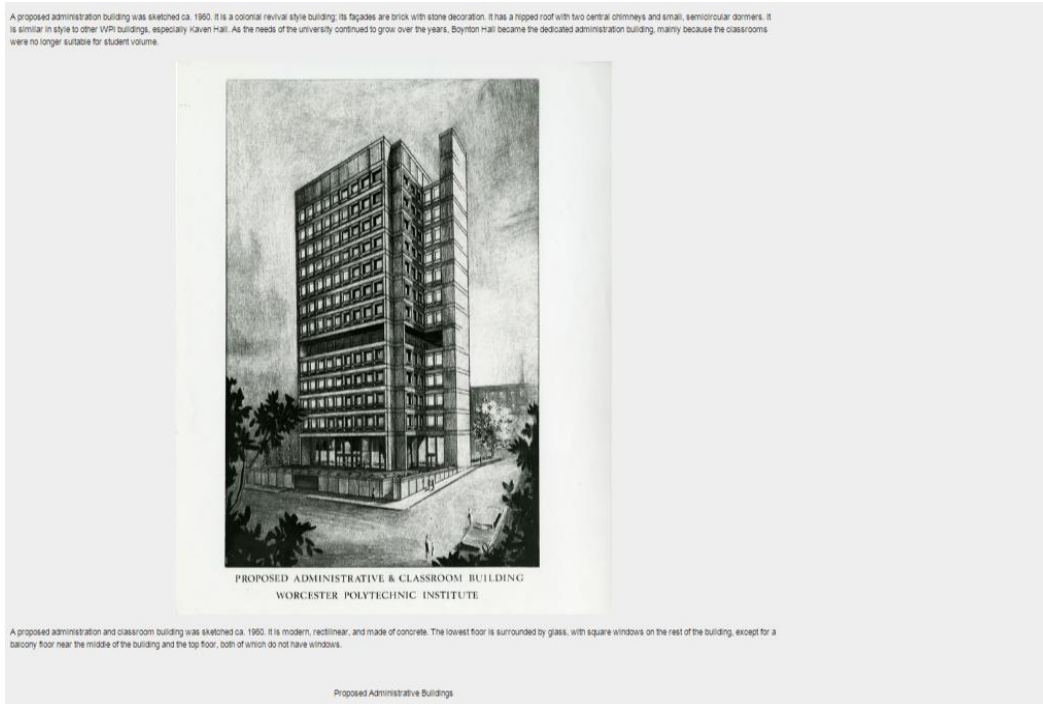 A proposed administration building was sketched ca. 1960. It is a colonial revival style building; its façades are brick with stone decoration. It has a hipped roof with two central chimneys and small, semicircular dormers. It
is similar in style to other WPI buildings, especially Kaven Hall. As the needs of the university continued to grow over the years, Boynton Hall became the dedicated administration building, mainly because the classrooms
were no longer suitable for student volume.
PROPOSED ADMINISTRATIVE & CLASSROOM BUILDING
WORCESTER POLYTECHNIC INSTITUTE
A proposed administration and classroom building was sketched ca. 1960. It is modern, rectilinear, and made of concrete. The lowest floor is surrounded by glass, with square windows on the rest of the building, except for a
balcony floor near the middle of the building and the top floor, both of which do not have windows.
Proposed Administrative Buildings